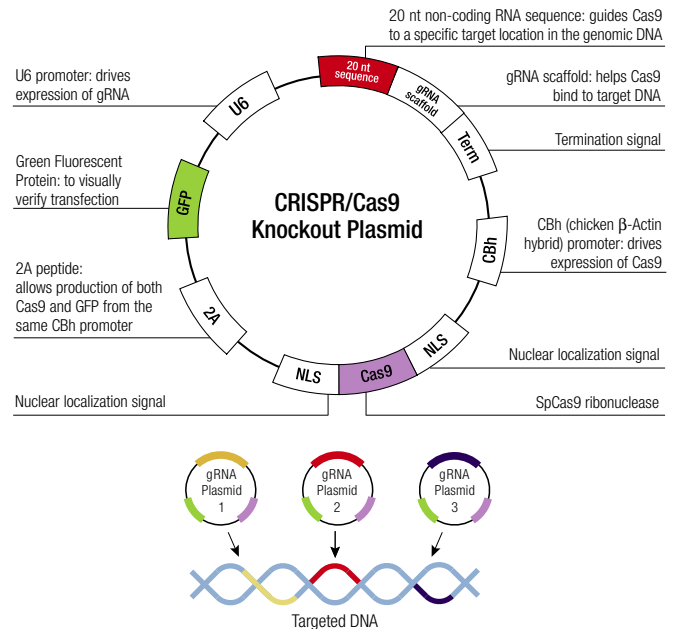 20 nt non-coding RNA sequence: guides Cas9
to a specific target location in the genomic DNA
U6 promoter: drives
expression of gRNA
gRNA scaffold: helps Cas9
bind to target DNA
Termination signal
Green Fluorescent
Protein: to visually
verify transfection
CBh (chicken β-Actin
hybrid) promoter: drives
expression of Cas9
2A peptide:
allows production of both
Cas9 and GFP from the
same CBh promoter
Nuclear localization signal
Nuclear localization signal
SpCas9 ribonuclease
20 nt
sequence
gRNA
scaffold
Term
CBh
NLS
Cas9
NLS
2A
GFP
U6
CRISPR/Cas9
Knockout Plasmid
gRNA
Plasmid
1
gRNA
Plasmid
2
gRNA
Plasmid
3
Targeted DNA